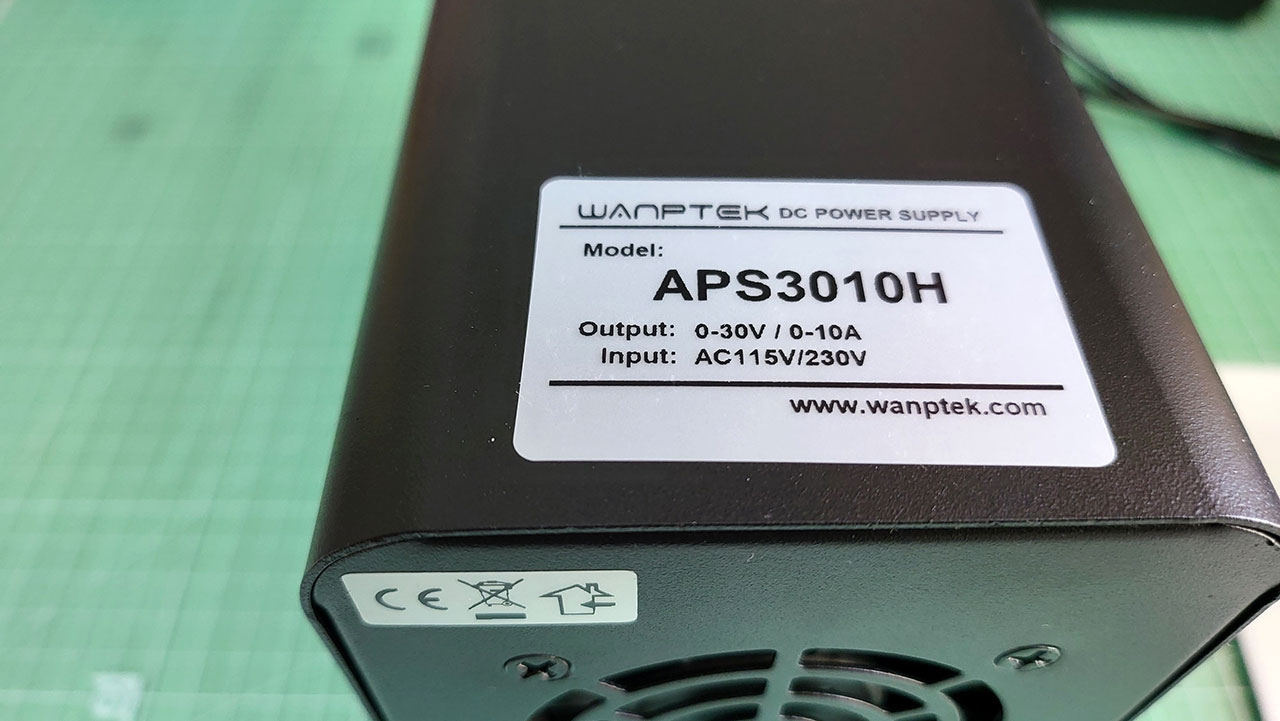 WANPTEK DC POWER SUPPLY
Model:
APS3010H
Output: 0-30V / 0-10A
Input: AC115V/230V
www.wanptek.com
CE